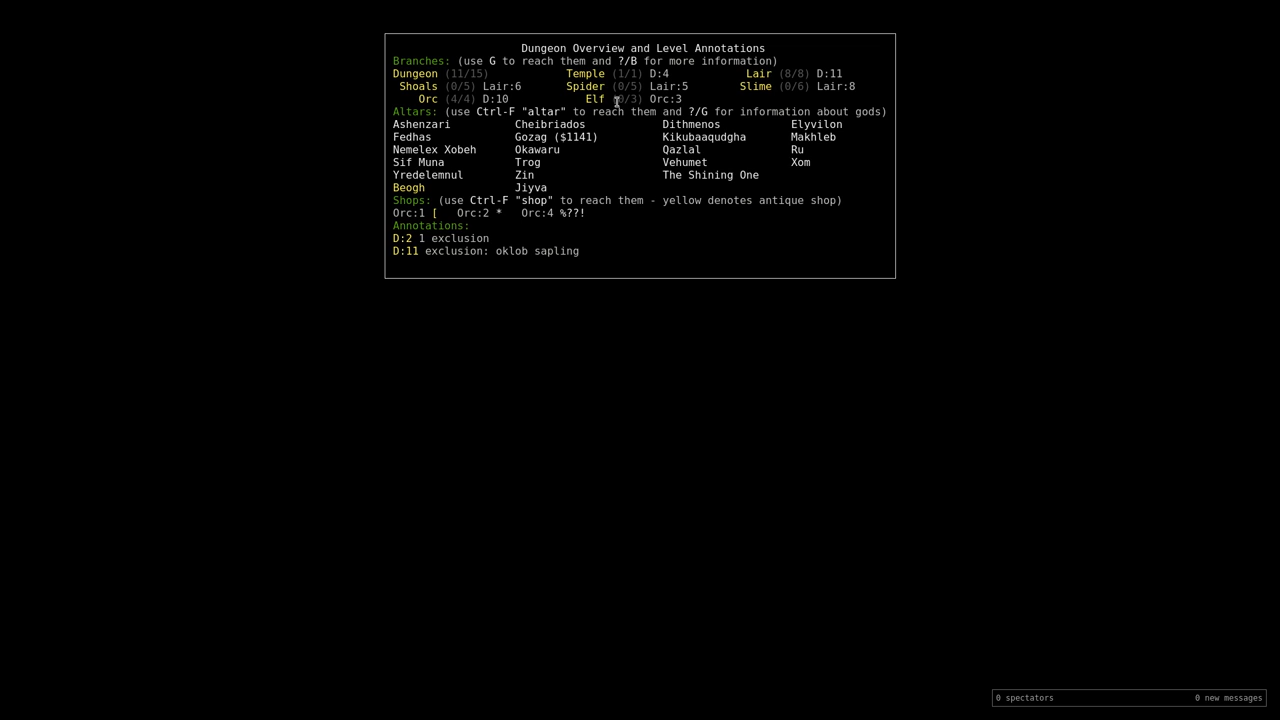 Dungeon Overview and Level Annotations
Branches: (use G to reach them and ?/B for more information)
Dungeon (11/15) Temple (1/1) D:4 Lair (8/8) D:11
Shoals (0/5) Lair:6 Spider (0/5) Lair:5 Slime (0/6) Lair:8
Orc (4/4) D:10 Elf (0/3) Orc:3
Altars: (use Ctrl-F "altar" to reach them and ?/G for information about gods)
Ashenzari Cheibriados Dithmenos Elyvilon
Fedhas Gozag ($1141) Kikubaaqudgha Makhleb
Nemelex Xobeh Okawaru Qazlal Ru
Sif Muna Trog Vehumet Xom
Yredelemnul Zin The Shining One
Beogh Jiyva
Shops: (use Ctrl-F "shop" to reach them - yellow denotes antique shop)
Orc:1 [ Orc:2 * Orc:4 %??!
Annotations:
D:2 1 exclusion
D:11 exclusion: oklob sapling
0 spectators 0 new messages